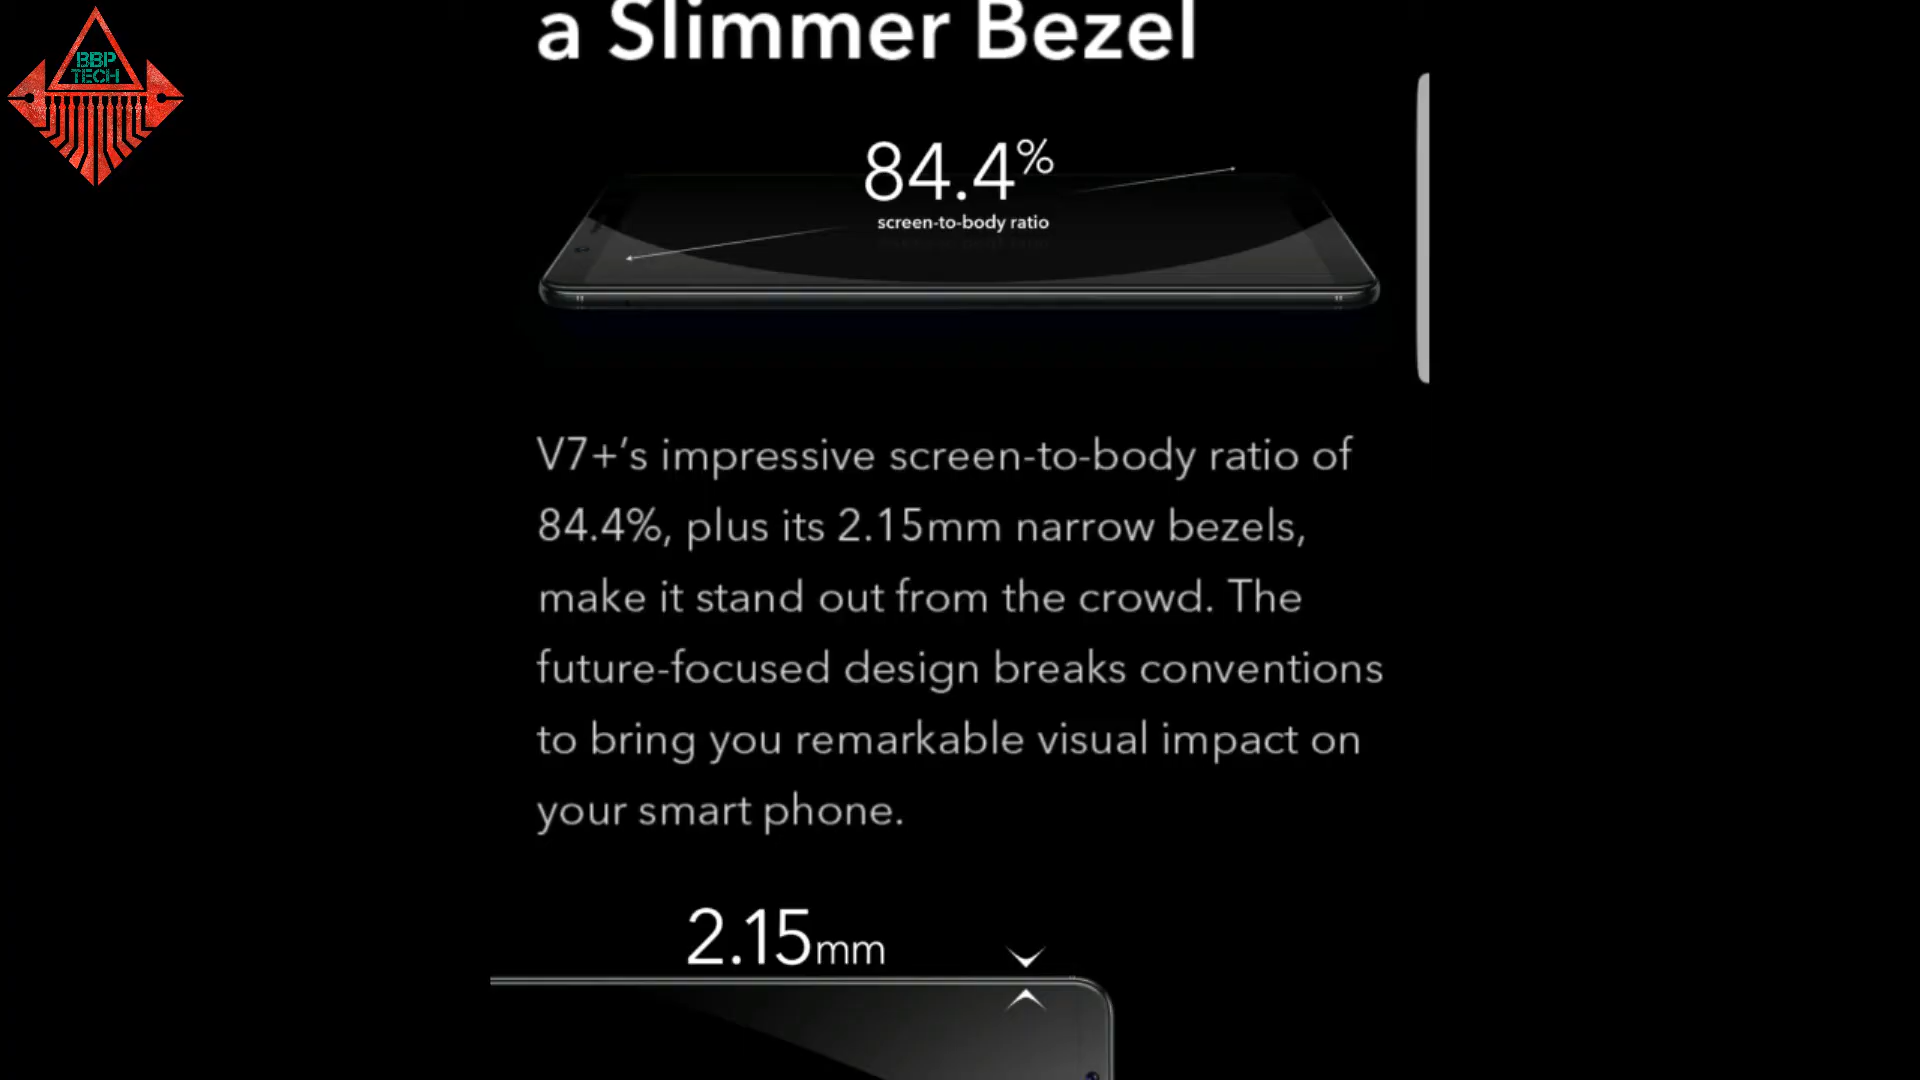 a Slimmer Bezel
BBP
TECH
84.4%
screen-to-body ratio
V7+’s impressive screen-to-body ratio of
84.4%, plus its 2.15mm narrow bezels,
make it stand out from the crowd. The
future-focused design breaks conventions
to bring you remarkable visual impact on
your smart phone.
2.15mm